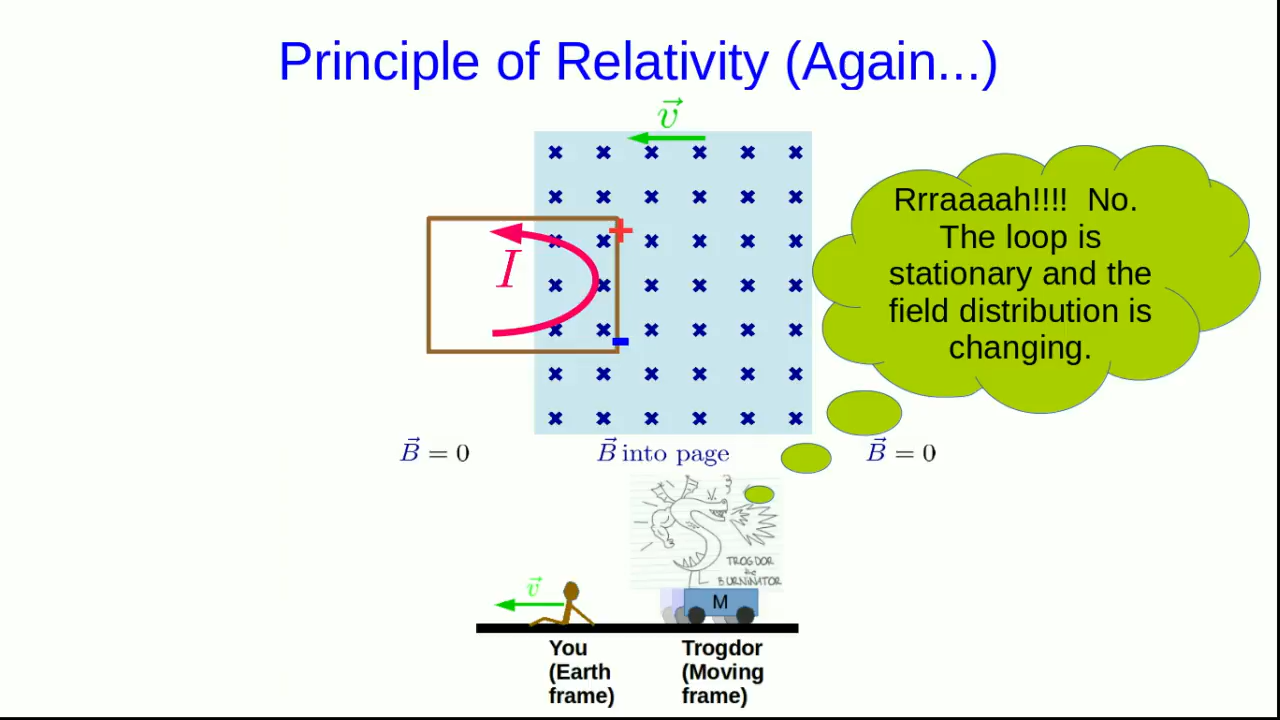 Principle of Relativity (Again...)
v⃗
Rrraaaah!!!! No.
The loop is
stationary and the
field distribution is
changing.
+
I
-
B⃗ = 0
B⃗ into page
B⃗ = 0
TROGDOR
the
BURNINATOR
v⃗
M
You
(Earth
frame)
Trogdor
(Moving
frame)